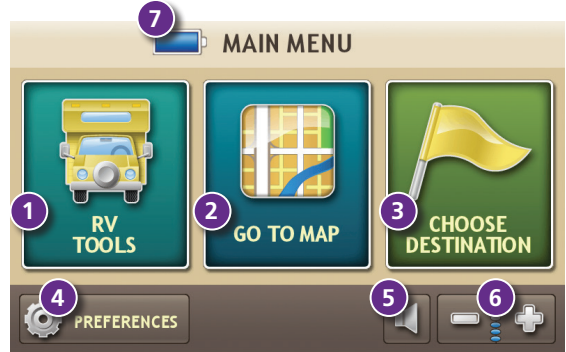 7
MAIN MENU
1
RV
TOOLS
2
GO TO MAP
3
CHOOSE
DESTINATION
4
PREFERENCES
5
6